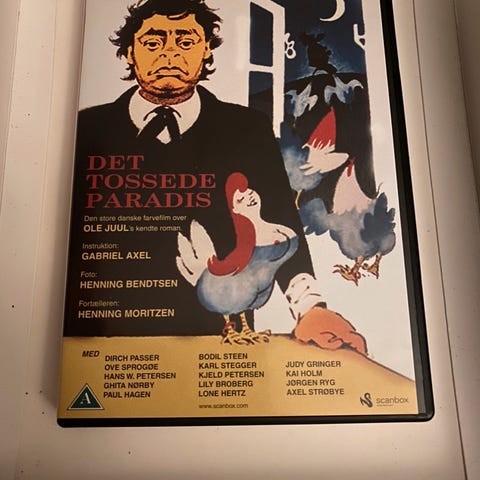 DET
TOSSEDE
PARADIS
Den store danske farvefilm over
OLE JUUL's kendte roman.
Instruktion:
GABRIEL AXEL
Foto:
HENNING BENDTSEN
Fortælleren:
HENNING MORITZEN
MED
DIRCH PASSER
OVE SPROGØE
HANS W. PETERSEN
GHITA NØRBY
PAUL HAGEN
BODIL STEEN
KARL STEGGER
KJELD PETERSEN
LILY BROBERG
LONE HERTZ
JUDY GRINGER
KAI HOLM
JØRGEN RYG
AXEL STRØBYE
A
www.scanbox.com
scanbox